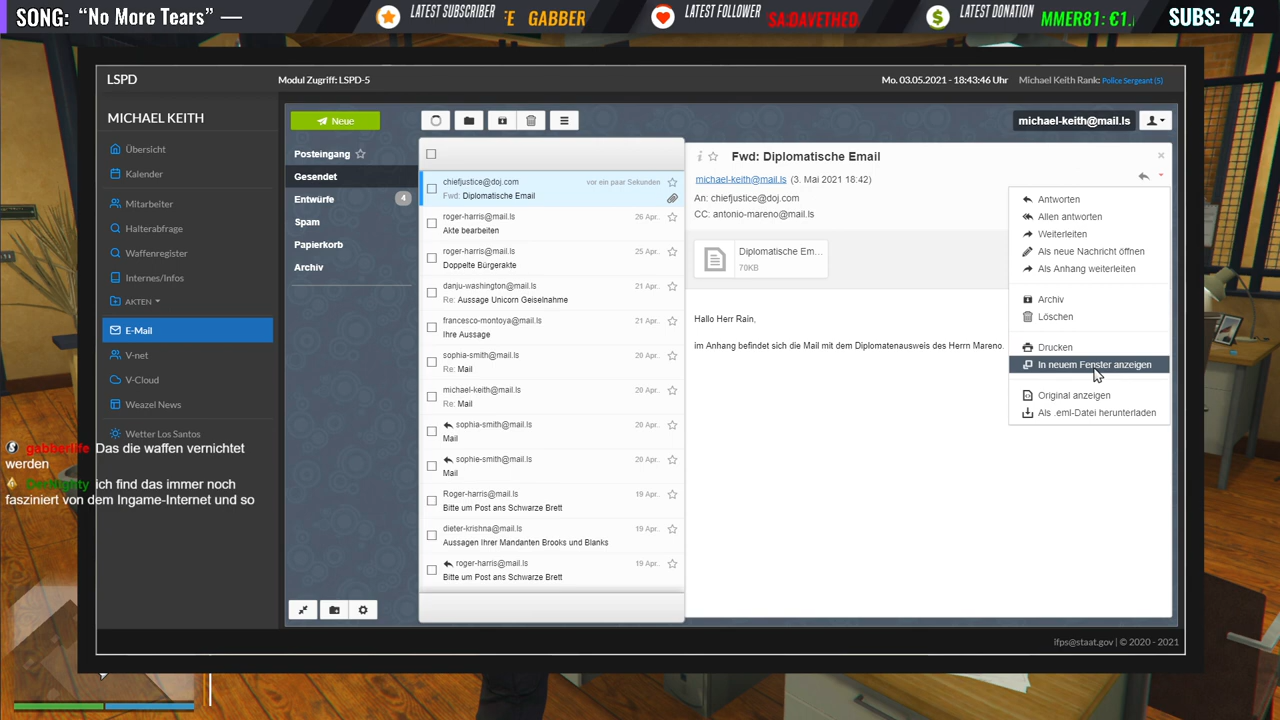 SONG: “No More Tears” —
LATEST SUBSCRIBER
E GABBER
LATEST FOLLOWER
SA:DAVETHEO
LATEST DONATION
MMER81: €1.
SUBS: 42
LSPD
Modul Zugriff: LSPD-5
Mo. 03.05.2021 - 18:43:46 Uhr
Michael Keith Rank: Police Sergeant (5)
MICHAEL KEITH
Übersicht
Kalender
Mitarbeiter
Halterabfrage
Waffenregister
Internes/Infos
AKTEN
E-Mail
V-net
V-Cloud
Weazel News
Wetter Los Santos
gabberlife Das die waffen vernichtet
werden
DerNighty ich find das immer noch
fasziniert von dem Ingame-Internet und so
Neue
michael-keith@mail.ls
Posteingang
Gesendet
Entwürfe 4
Spam
Papierkorb
Archiv
chiefjustice@doj.com vor ein paar Sekunden
Fwd: Diplomatische Email
roger-harris@mail.ls 26 Apr.
Akte bearbeiten
roger-harris@mail.ls 25 Apr.
Doppelte Bürgerakte
danju-washington@mail.ls 21 Apr.
Re: Aussage Unicorn Geiselnahme
francesco-montoya@mail.ls 21 Apr.
Ihre Aussage
sophia-smith@mail.ls 20 Apr.
Re: Mail
michael-keith@mail.ls 20 Apr.
Re: Mail
sophia-smith@mail.ls 20 Apr.
Mail
sophie-smith@mail.ls 20 Apr.
Mail
Roger-harris@mail.ls 19 Apr.
Bitte um Post ans Schwarze Brett
dieter-krishna@mail.ls 19 Apr.
Aussagen Ihrer Mandanten Brooks und Blanks
roger-harris@mail.ls 19 Apr.
Bitte um Post ans Schwarze Brett
Fwd: Diplomatische Email
michael-keith@mail.ls (3. Mai 2021 18:42)
An: chiefjustice@doj.com
CC: antonio-mareno@mail.ls
Diplomatische Em...
70KB
Hallo Herr Rain,
im Anhang befindet sich die Mail mit dem Diplomatenausweis des Herrn Mareno.
Antworten
Allen antworten
Weiterleiten
Als neue Nachricht öffnen
Als Anhang weiterleiten
Archiv
Löschen
Drucken
In neuem Fenster anzeigen
Original anzeigen
Als .eml-Datei herunterladen
ifps@staat.gov | © 2020 - 2021